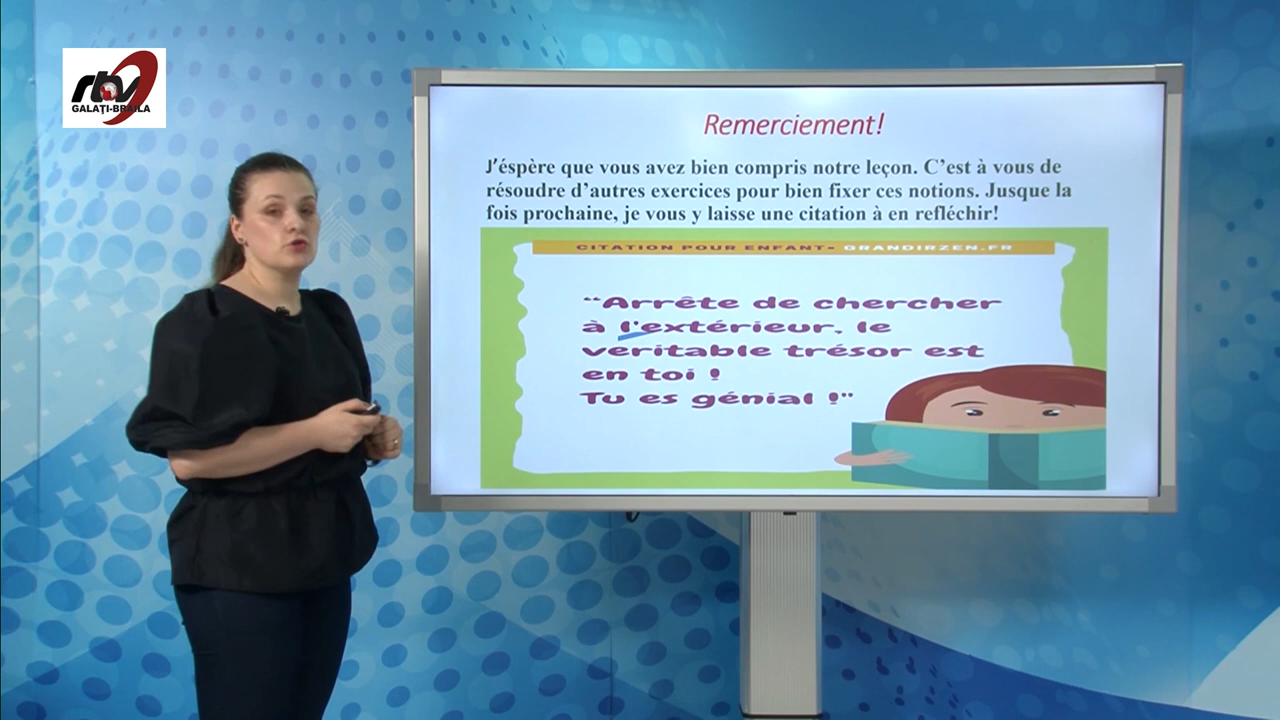 rtv
GALAȚI-BRĂILA
Remerciement!
J'éspère que vous avez bien compris notre leçon. C'est à vous de
résoudre d'autres exercices pour bien fixer ces notions. Jusque la
fois prochaine, je vous y laisse une citation à en refléchir!
CITATION POUR ENFANT- GRANDIRZEN.FR
“Arrête de chercher
à l'extérieur, le
veritable trésor est
en toi !
Tu es génial !”